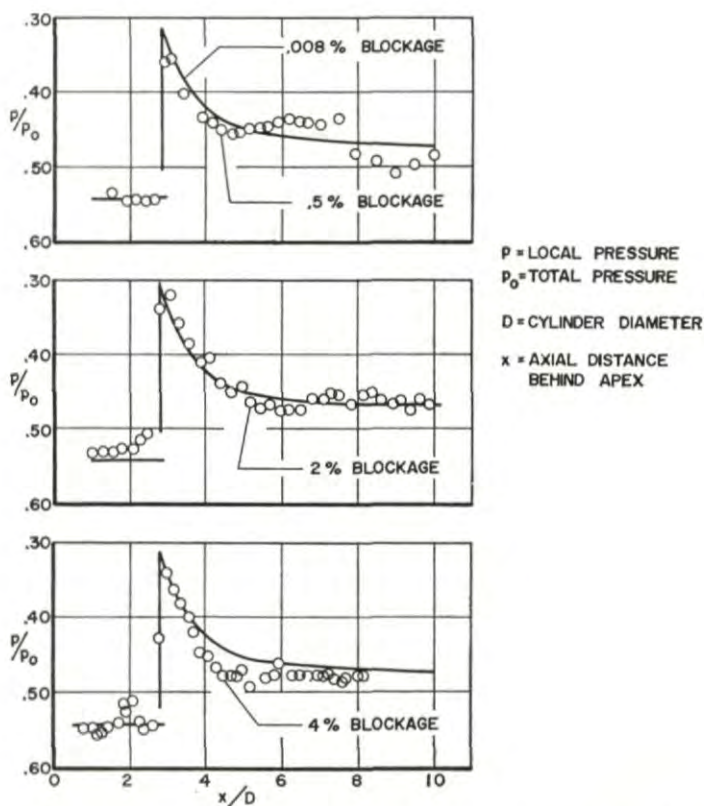 .30
.008 % BLOCKAGE
.40
p/p₀
.50
.5 % BLOCKAGE
.60
P = LOCAL PRESSURE
P₀ = TOTAL PRESSURE
D = CYLINDER DIAMETER
x = AXIAL DISTANCE
BEHIND APEX
.30
.40
p/p₀
.50
2 % BLOCKAGE
.60
.30
.40
p/p₀
.50
4 % BLOCKAGE
.60
0 2 4 6 8 10
x/D